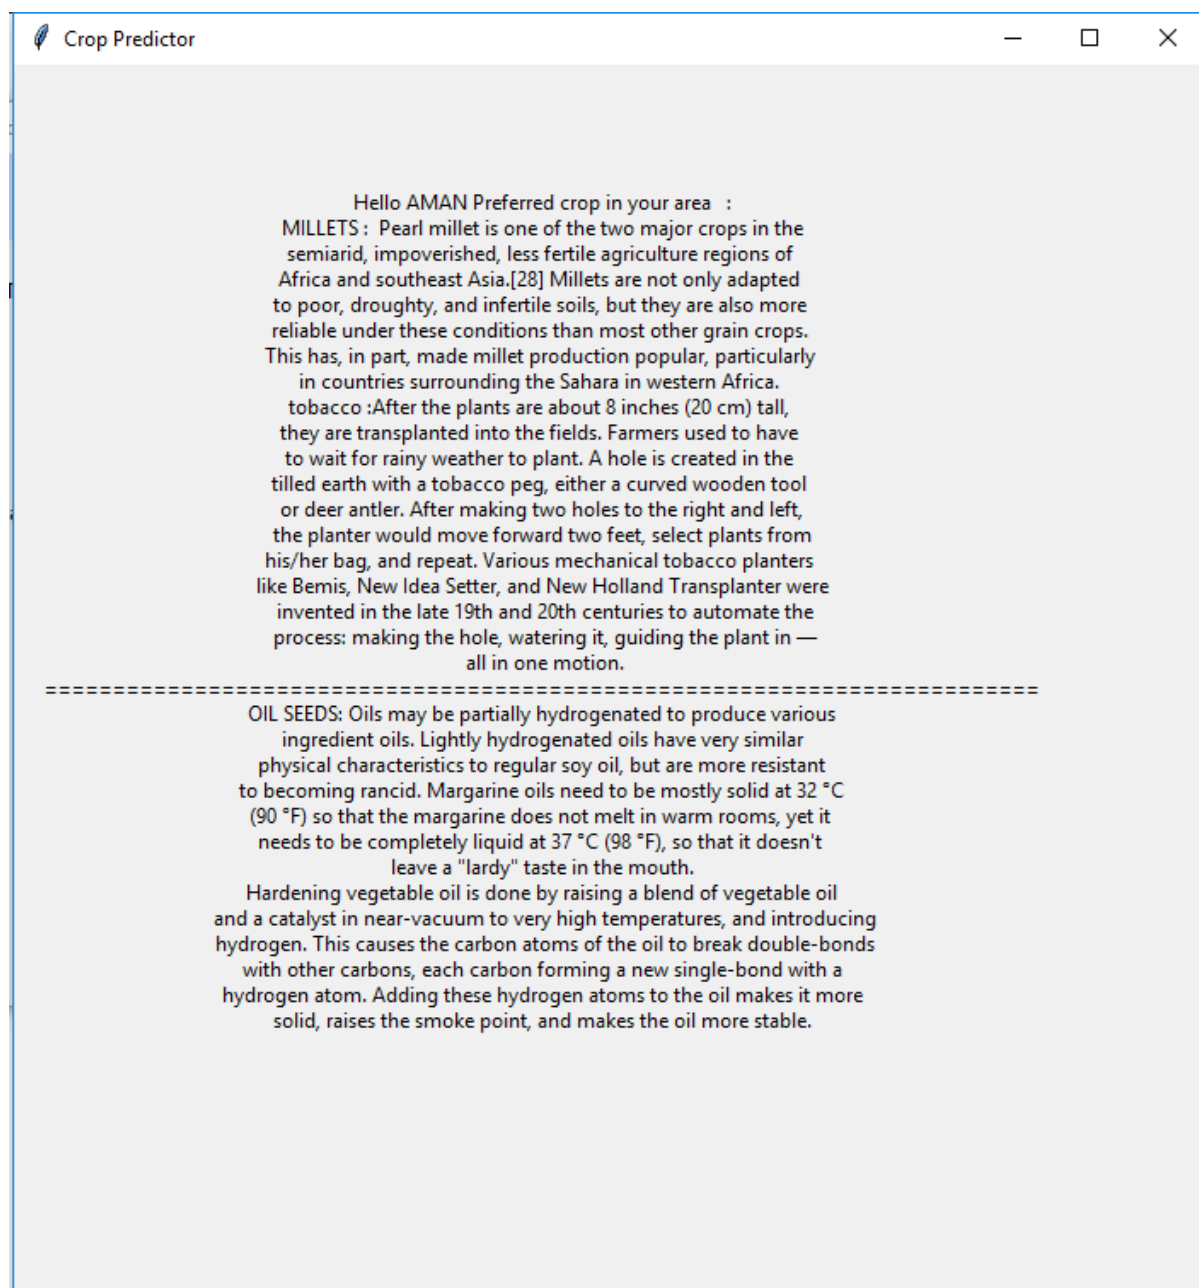 Crop Predictor
Hello AMAN Preferred crop in your area   :
MILLETS :  Pearl millet is one of the two major crops in the
semiarid, impoverished, less fertile agriculture regions of
Africa and southeast Asia.[28] Millets are not only adapted
to poor, droughty, and infertile soils, but they are also more
reliable under these conditions than most other grain crops.
This has, in part, made millet production popular, particularly
in countries surrounding the Sahara in western Africa.
tobacco :After the plants are about 8 inches (20 cm) tall,
they are transplanted into the fields. Farmers used to have
to wait for rainy weather to plant. A hole is created in the
tilled earth with a tobacco peg, either a curved wooden tool
or deer antler. After making two holes to the right and left,
the planter would move forward two feet, select plants from
his/her bag, and repeat. Various mechanical tobacco planters
like Bemis, New Idea Setter, and New Holland Transplanter were
invented in the late 19th and 20th centuries to automate the
process: making the hole, watering it, guiding the plant in —
all in one motion.
=========================================================================
OIL SEEDS: Oils may be partially hydrogenated to produce various
ingredient oils. Lightly hydrogenated oils have very similar
physical characteristics to regular soy oil, but are more resistant
to becoming rancid. Margarine oils need to be mostly solid at 32 °C
(90 °F) so that the margarine does not melt in warm rooms, yet it
needs to be completely liquid at 37 °C (98 °F), so that it doesn't
leave a "lardy" taste in the mouth.
Hardening vegetable oil is done by raising a blend of vegetable oil
and a catalyst in near-vacuum to very high temperatures, and introducing
hydrogen. This causes the carbon atoms of the oil to break double-bonds
with other carbons, each carbon forming a new single-bond with a
hydrogen atom. Adding these hydrogen atoms to the oil makes it more
solid, raises the smoke point, and makes the oil more stable.